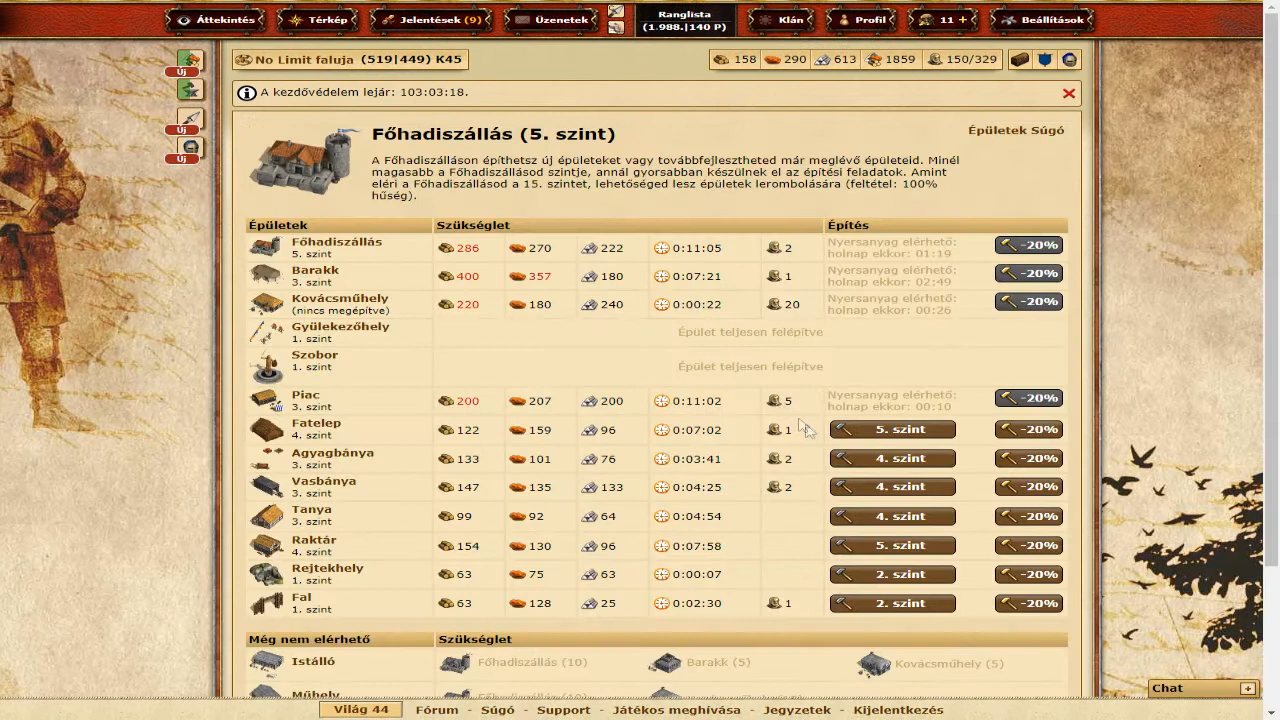 Áttekintés
Térkép
Jelentések (9)
Üzenetek
Ranglista
(1.988.|140 P)
Klán
Profil
11 +
Beállítások
Új
Új
Új
No Limit faluja (519|449) K45
158
290
613
1859
150/329
A kezdővédelem lejár: 103:03:18.
Főhadiszállás (5. szint)
Épületek Súgó
A Főhadiszálláson építhetsz új épületeket vagy továbbfejlesztheted már meglévő épületeid. Minél
magasabb a Főhadiszállásod szintje, annál gyorsabban készülnek el az építési feladatok. Amint
eléri a Főhadiszállásod a 15. szintet, lehetőséged lesz épületek lerombolására (feltétel: 100%
hűség).
Épületek Szükséglet Építés
Főhadiszállás
5. szint
286 270 222 0:11:05 2
Nyersanyag elérhető:
holnap ekkor: 01:19
-20%
Barakk
3. szint
400 357 180 0:07:21 1
Nyersanyag elérhető:
holnap ekkor: 02:49
-20%
Kovácsműhely
(nincs megépítve)
220 180 240 0:00:22 20
Nyersanyag elérhető:
holnap ekkor: 00:26
-20%
Gyülekezőhely
1. szint
Épület teljesen felépítve
Szobor
1. szint
Épület teljesen felépítve
Piac
3. szint
200 207 200 0:11:02 5
Nyersanyag elérhető:
holnap ekkor: 00:10
-20%
Fatelep
4. szint
122 159 96 0:07:02 1 5. szint -20%
Agyagbánya
3. szint
133 101 76 0:03:41 2 4. szint -20%
Vasbánya
3. szint
147 135 133 0:04:25 2 4. szint -20%
Tanya
3. szint
99 92 64 0:04:54 4. szint -20%
Raktár
4. szint
154 130 96 0:07:58 5. szint -20%
Rejtekhely
1. szint
63 75 63 0:00:07 2. szint -20%
Fal
1. szint
63 128 25 0:02:30 1 2. szint -20%
Még nem elérhető Szükséglet
Istálló Főhadiszállás (10) Barakk (5) Kovácsműhely (5)
Műhely
Chat
Világ 44 Fórum - Súgó - Support - Játékos meghívása - Jegyzetek - Kijelentkezés